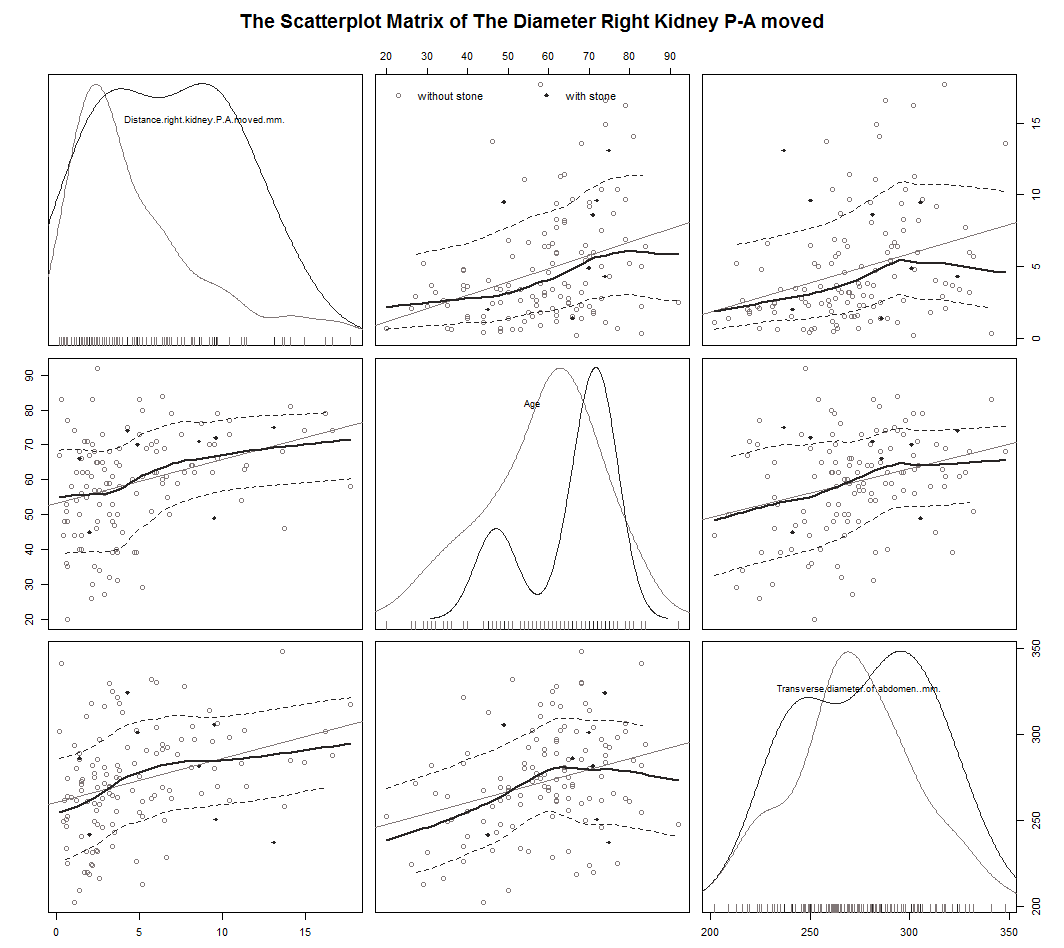 The Scatterplot Matrix of The Diameter Right Kidney P-A moved
20 30 40 50 60 70 80 90
Distance.right.kidney.P.A.moved.mm.
without stone with stone
15
10
5
0
90
80
70
60
50
40
30
20
Age
Transverse.diameter.of.abdomen..mm.
350
300
250
200
0 5 10 15
200 250 300 350